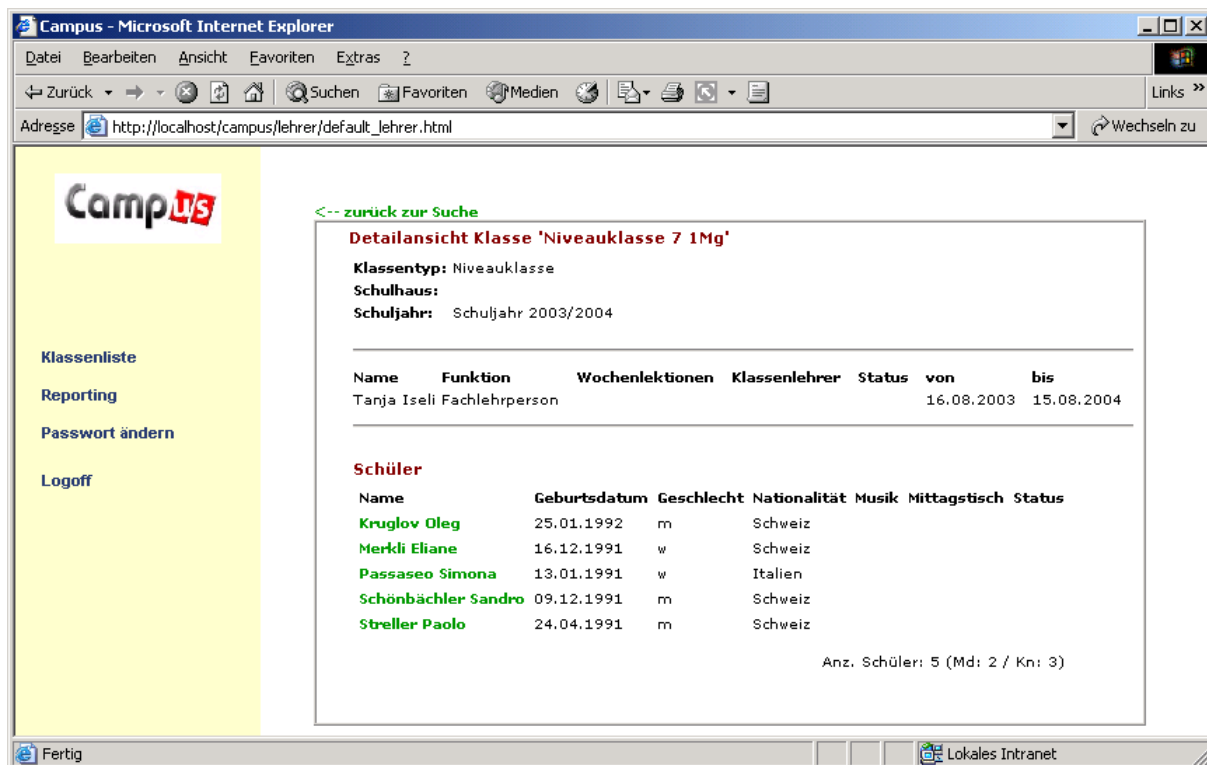 Campus - Microsoft Internet Explorer
Datei Bearbeiten Ansicht Favoriten Extras ?
Zurück Suchen Favoriten Medien Links »
Adresse http://localhost/campus/lehrer/default_lehrer.html Wechseln zu
Campus
<-- zurück zur Suche
Detailansicht Klasse 'Niveauklasse 7 1Mg'
Klassentyp: Niveauklasse
Schulhaus:
Schuljahr: Schuljahr 2003/2004
Klassenliste
Reporting
Passwort ändern
Logoff
Name Funktion Wochenlektionen Klassenlehrer Status von bis
Tanja Iseli Fachlehrperson 16.08.2003 15.08.2004
Schüler
Name Geburtsdatum Geschlecht Nationalität Musik Mittagstisch Status
Kruglov Oleg 25.01.1992 m Schweiz
Merkli Eliane 16.12.1991 w Schweiz
Passaseo Simona 13.01.1991 w Italien
Schönbächler Sandro 09.12.1991 m Schweiz
Streller Paolo 24.04.1991 m Schweiz
Anz. Schüler: 5 (Md: 2 / Kn: 3)
Fertig Lokales Intranet